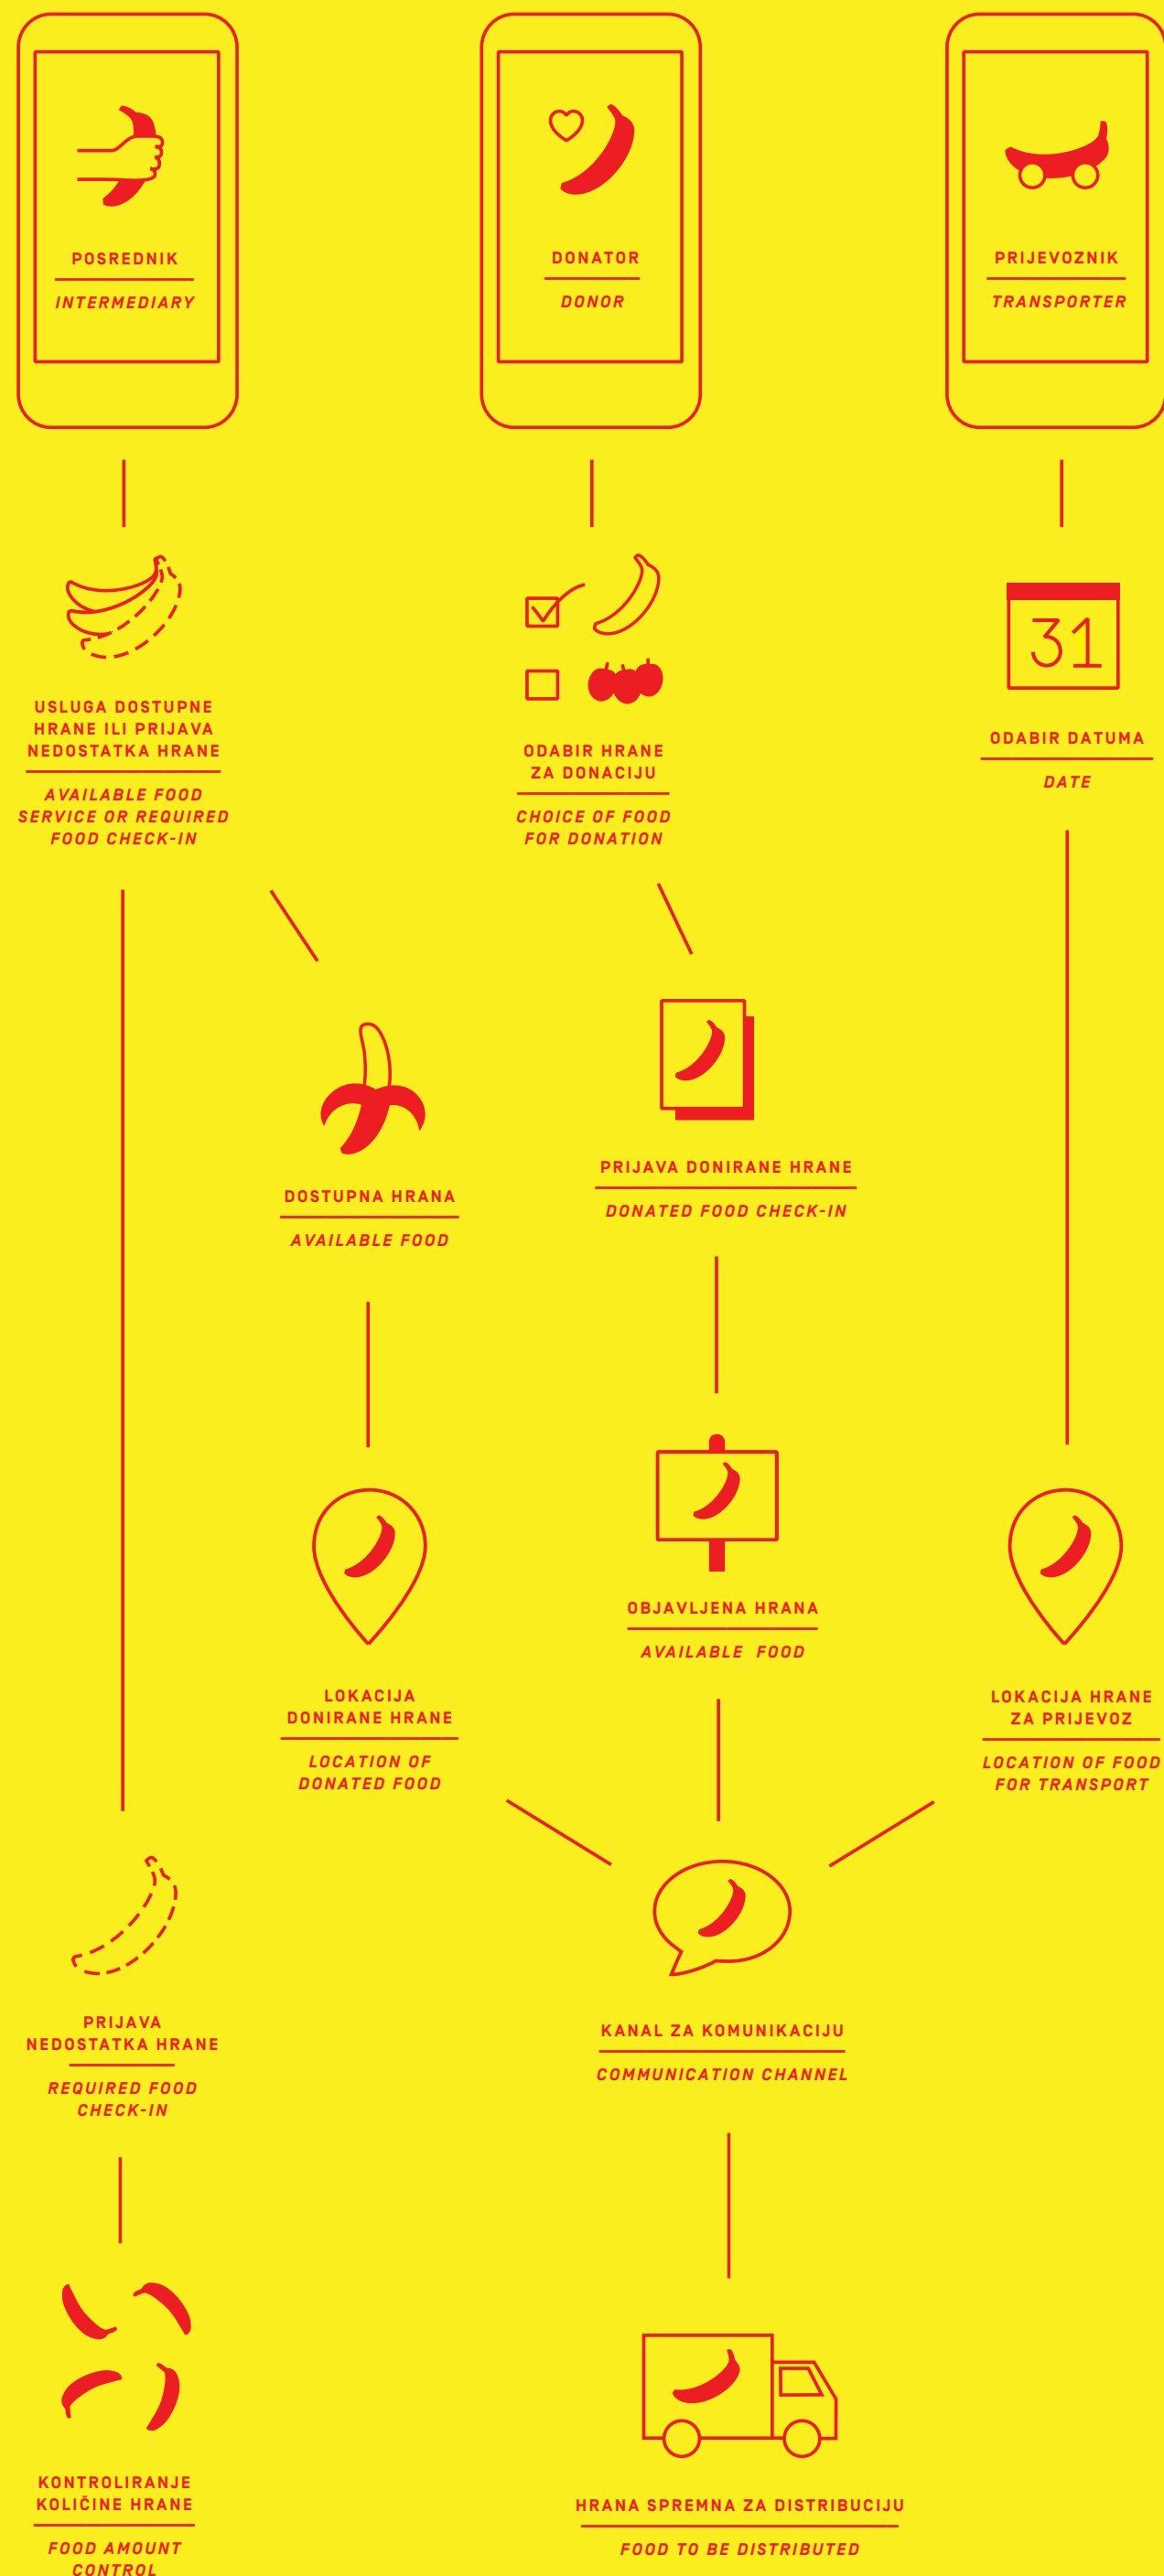 POSREDNIK
INTERMEDIARY
DONATOR
DONOR
PRIJEVOZNIK
TRANSPORTER
USLUGA DOSTUPNE
HRANE ILI PRIJAVA
NEDOSTATKA HRANE
AVAILABLE FOOD
SERVICE OR REQUIRED
FOOD CHECK-IN
ODABIR HRANE
ZA DONACIJU
CHOICE OF FOOD
FOR DONATION
31
ODABIR DATUMA
DATE
DOSTUPNA HRANA
AVAILABLE FOOD
PRIJAVA DONIRANE HRANE
DONATED FOOD CHECK-IN
OBJAVLJENA HRANA
AVAILABLE FOOD
LOKACIJA
DONIRANE HRANE
LOCATION OF
DONATED FOOD
LOKACIJA HRANE
ZA PRIJEVOZ
LOCATION OF FOOD
FOR TRANSPORT
PRIJAVA
NEDOSTATKA HRANE
REQUIRED FOOD
CHECK-IN
KANAL ZA KOMUNIKACIJU
COMMUNICATION CHANNEL
KONTROLIRANJE
KOLIČINE HRANE
FOOD AMOUNT
CONTROL
HRANA SPREMNA ZA DISTRIBUCIJU
FOOD TO BE DISTRIBUTED